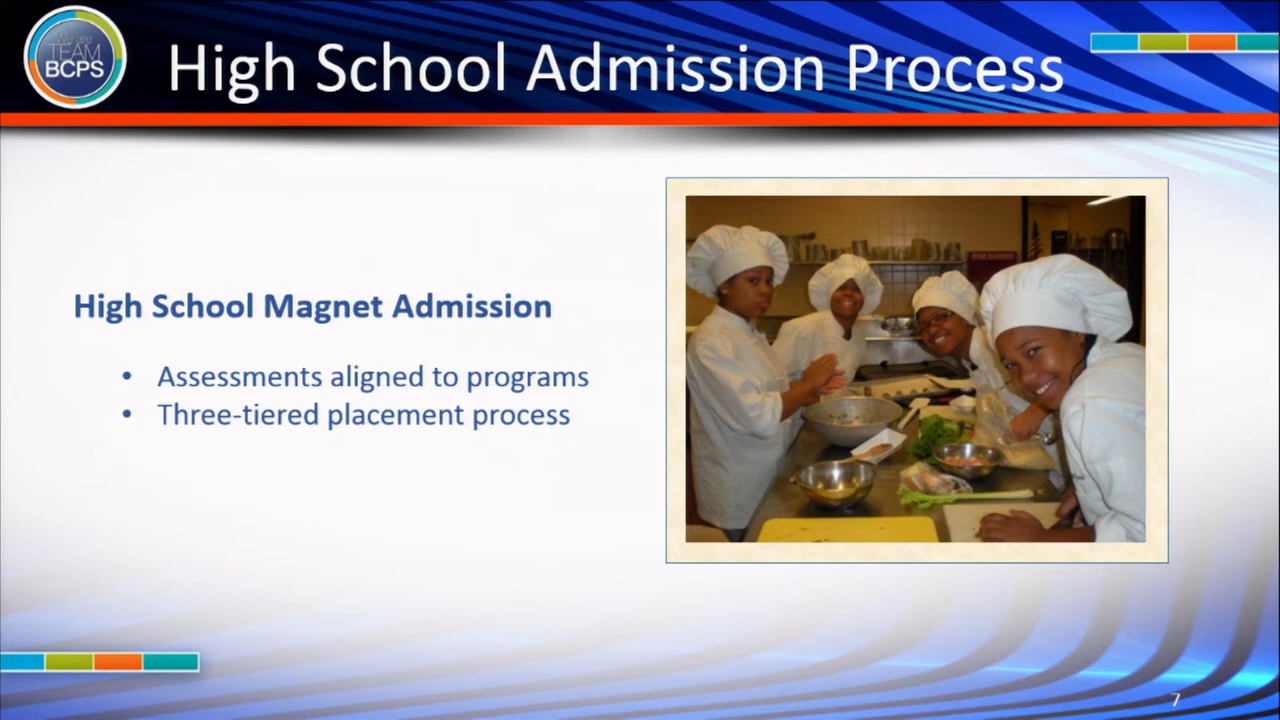 We are
TEAM
BCPS
High School Admission Process
High School Magnet Admission
• Assessments aligned to programs
• Three-tiered placement process
7